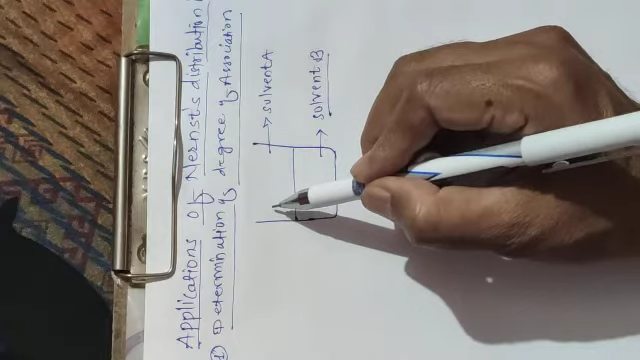 Applications of Nernst's distribution
① Determination of
degree of Association
→ solvent A
→ solvent B